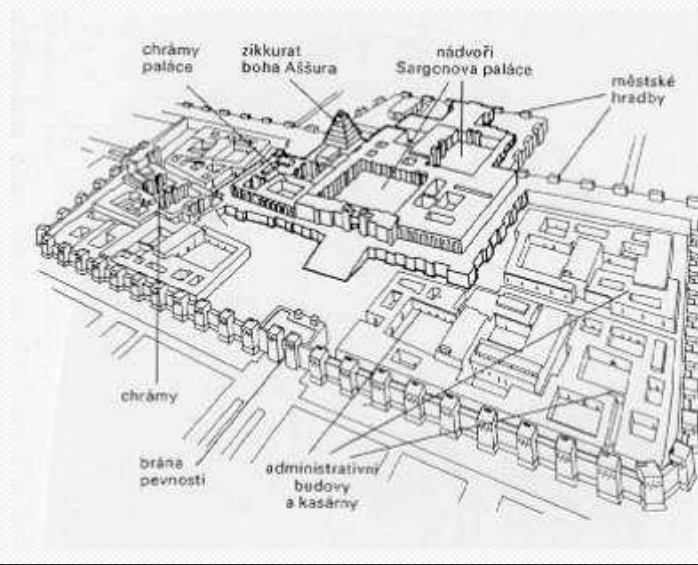 chrámy
paláce
zikkurat
boha Aššura
nádvoří
Sargonova paláce
městské
hradby
chrámy
brána
pevnosti
administrativní
budovy
a kasárny